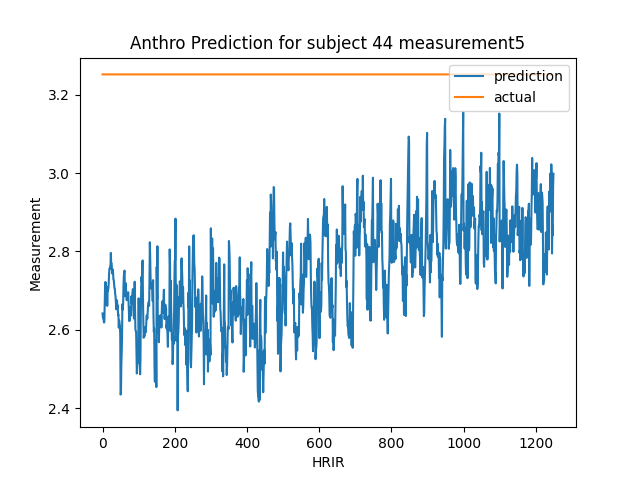 Anthro Prediction for subject 44 measurement5
prediction
actual
3.2
3.0
2.8
2.6
2.4
Measurement
0 200 400 600 800 1000 1200
HRIR